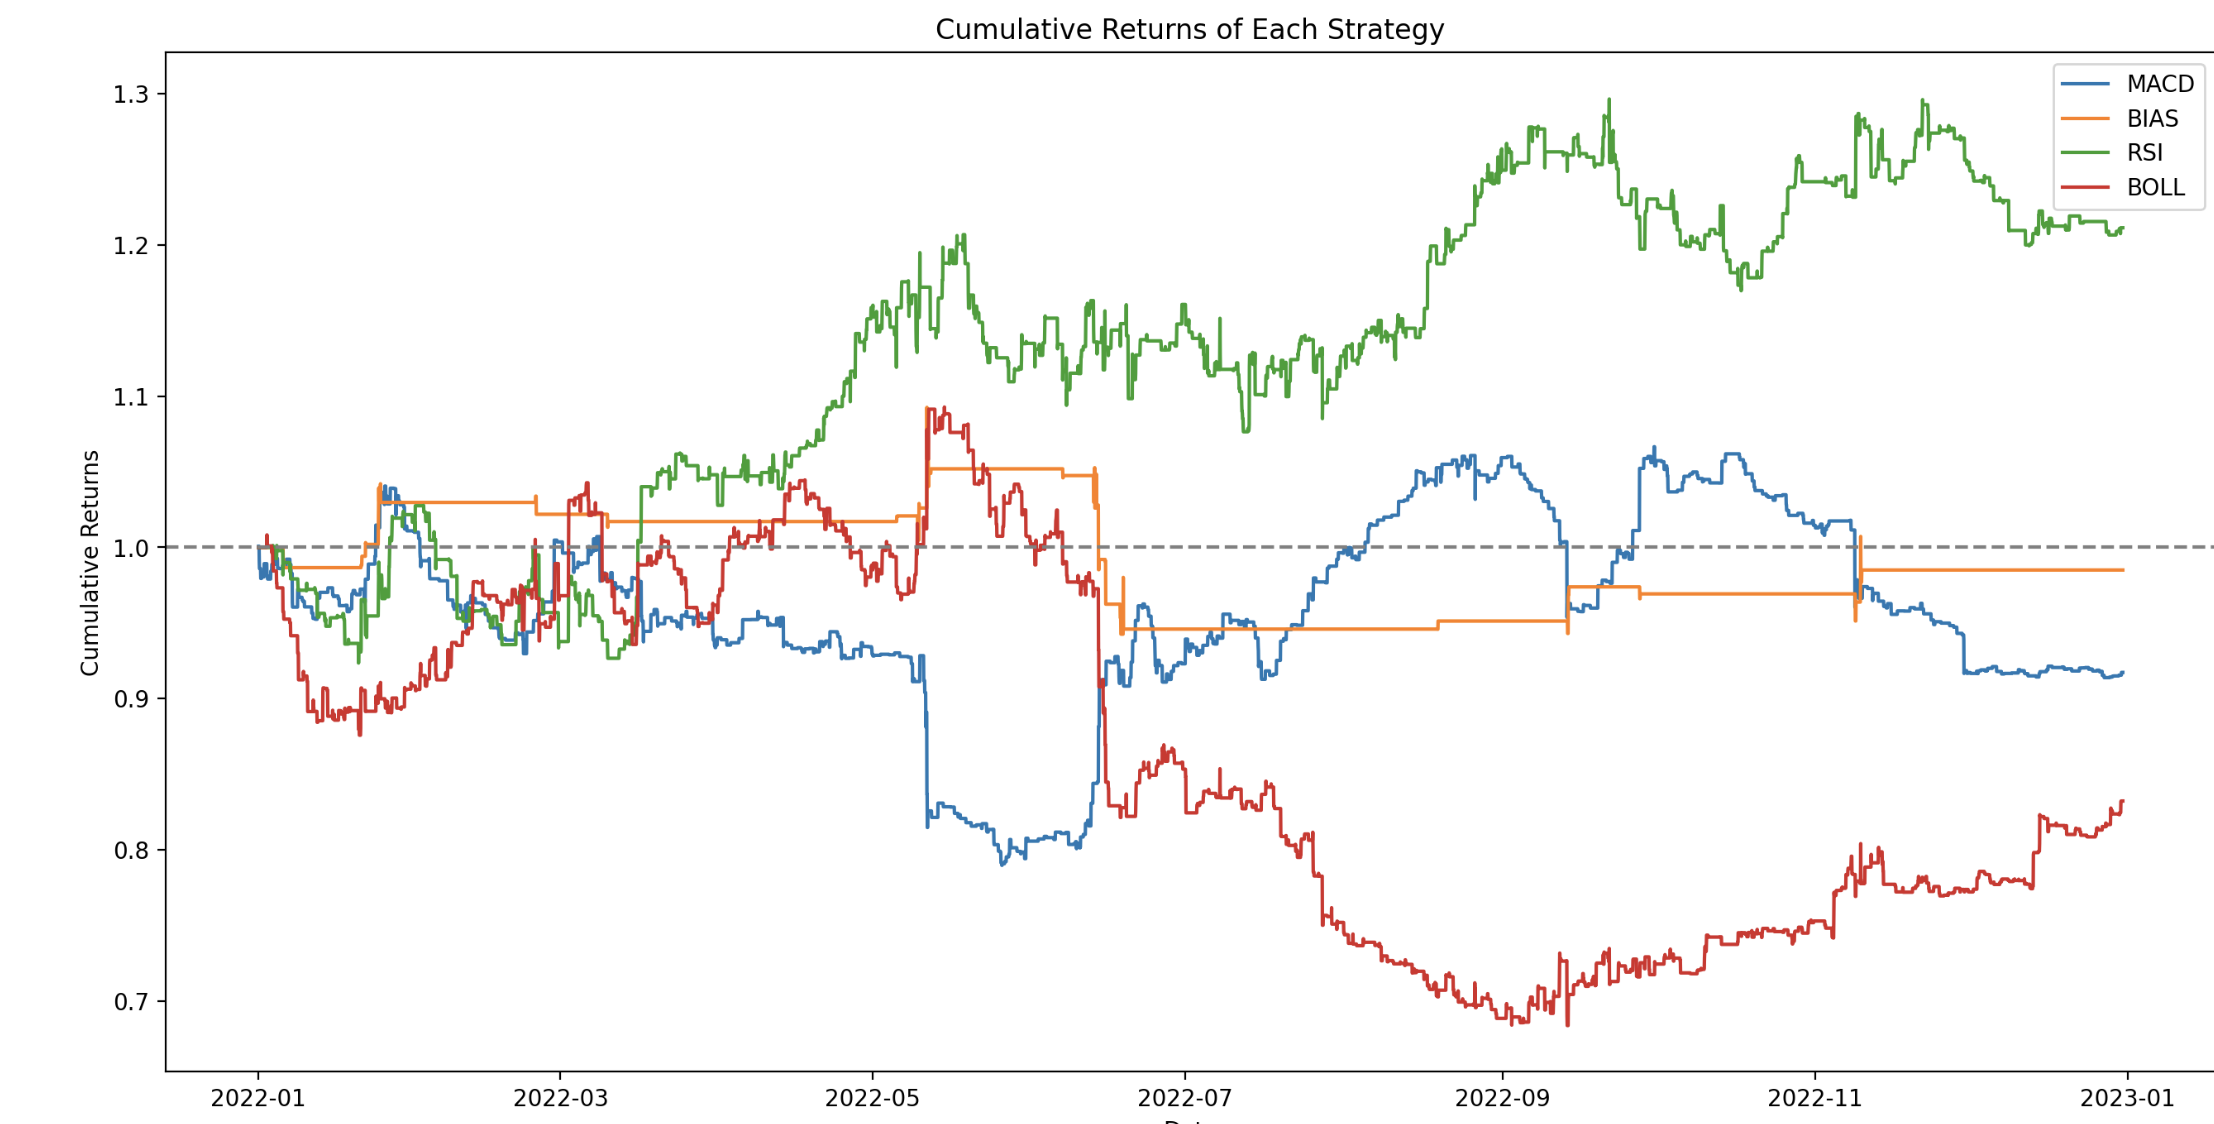 Cumulative Returns of Each Strategy
MACD
BIAS
RSI
BOLL
Cumulative Returns
1.3
1.2
1.1
1.0
0.9
0.8
0.7
2022-01 2022-03 2022-05 2022-07 2022-09 2022-11 2023-01